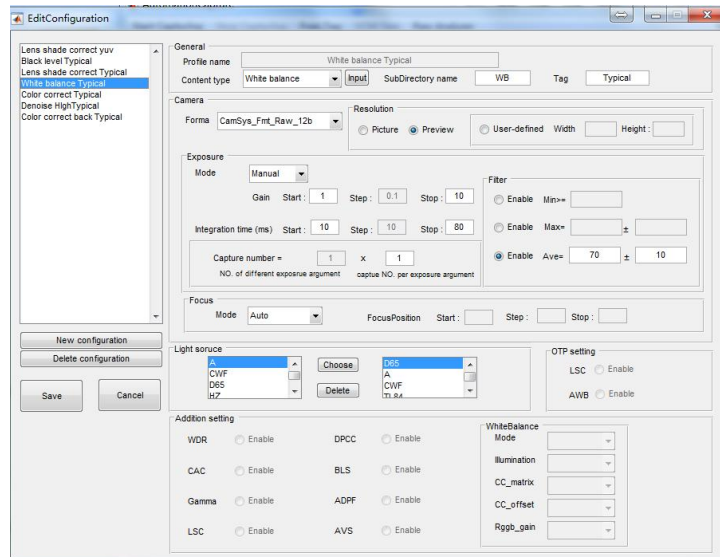 EditConfiguration
Lens shade correct yuv
Black level Typical
Lens shade correct Typical
White balance Typical
Color correct Typical
Denoise HIghTypical
Color correct back Typical
New configuration
Delete configuration
Save
Cancel
General
Profile name White balance Typical
Content type White balance Input SubDirectory name WB Tag Typical
Camera
Forma CamSys_Fmt_Raw_12b
Resolution
Picture Preview User-defined Width Height :
Exposure
Mode Manual
Gain Start : 1 Step : 0.1 Stop : 10
Integration time (ms) Start : 10 Step : 10 Stop : 80
Capture number = 1 x 1
NO. of different exposrue argument captue NO. per exposure argument
Filter
Enable Min>=
Enable Max= ±
Enable Ave= 70 ± 10
Focus
Mode Auto FocusPosition Start : Step : Stop :
Light soruce
A
CWF
D65
HZ
Choose
Delete
D65
A
CWF
TL84
OTP setting
LSC Enable
AWB Enable
Addition setting
WDR Enable DPCC Enable
CAC Enable BLS Enable
Gamma Enable ADPF Enable
LSC Enable AVS Enable
WhiteBalance
Mode
Illumination
CC_matrix
CC_offset
Rggb_gain